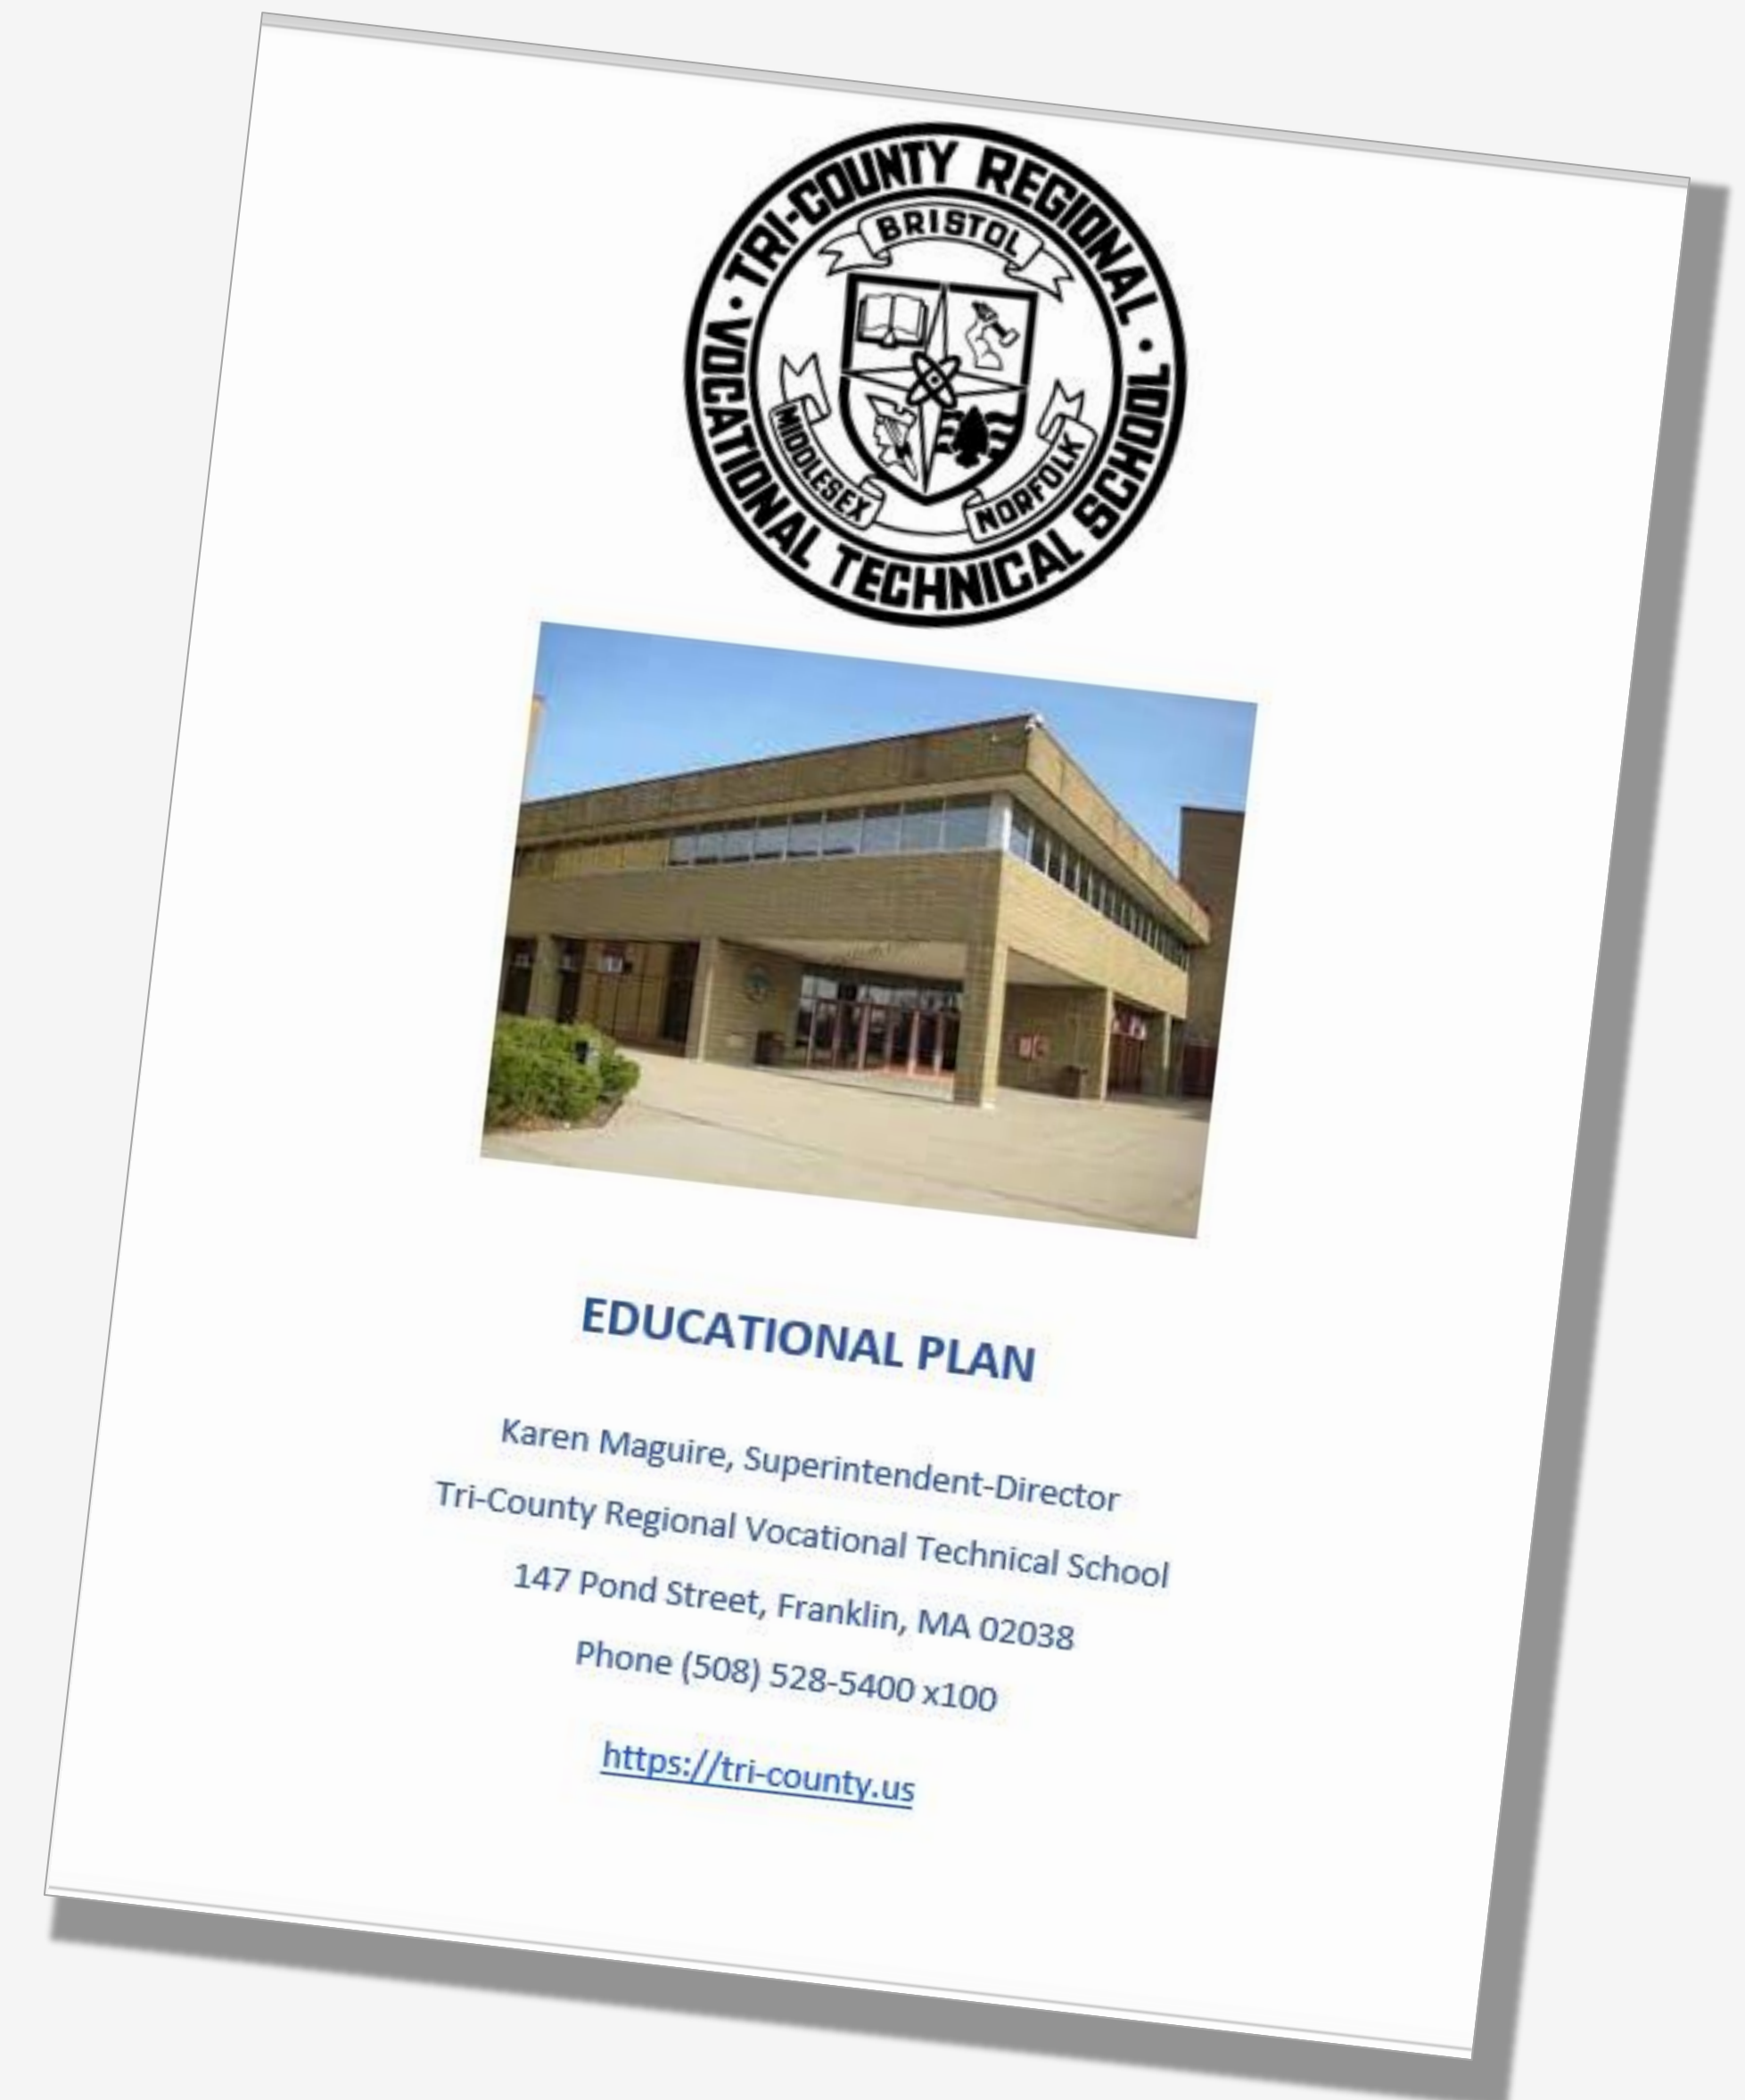 TRI-COUNTY REGIONAL
VOCATIONAL TECHNICAL SCHOOL
BRISTOL
MIDDLESEX
NORFOLK
EDUCATIONAL PLAN
Karen Maguire, Superintendent-Director
Tri-County Regional Vocational Technical School
147 Pond Street, Franklin, MA 02038
Phone (508) 528-5400 x100
https://tri-county.us